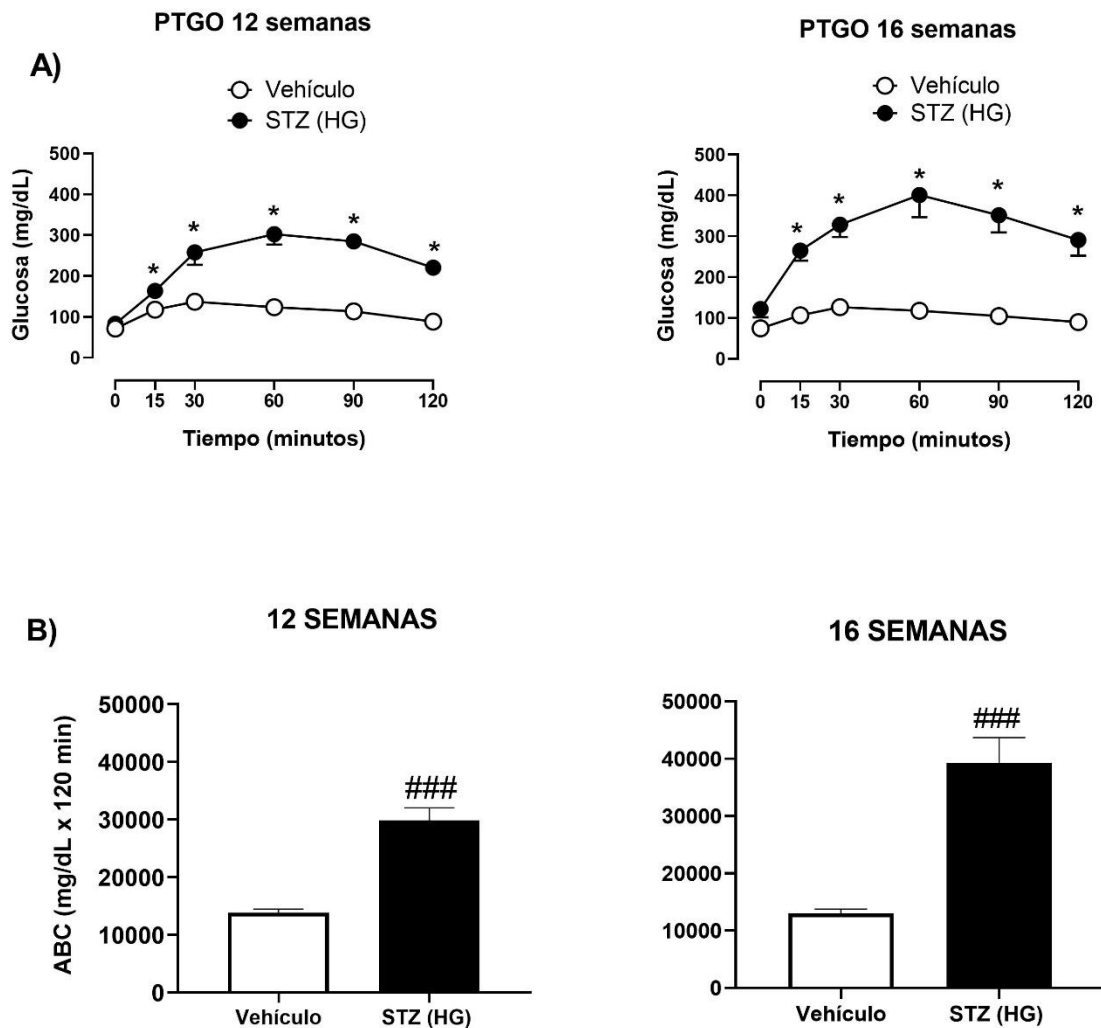 PTGO 12 semanas
A)
Vehículo
STZ (HG)
Glucosa (mg/dL)
500
400
300
200
100
0
* * * * *
0 15 30 60 90 120
Tiempo (minutos)
PTGO 16 semanas
Vehículo
STZ (HG)
Glucosa (mg/dL)
500
400
300
200
100
0
* * * * *
0 15 30 60 90 120
Tiempo (minutos)
B)
12 SEMANAS
ABC (mg/dL x 120 min)
50000
40000
30000
20000
10000
0
###
Vehículo STZ (HG)
16 SEMANAS
50000
40000
30000
20000
10000
0
###
Vehículo STZ (HG)